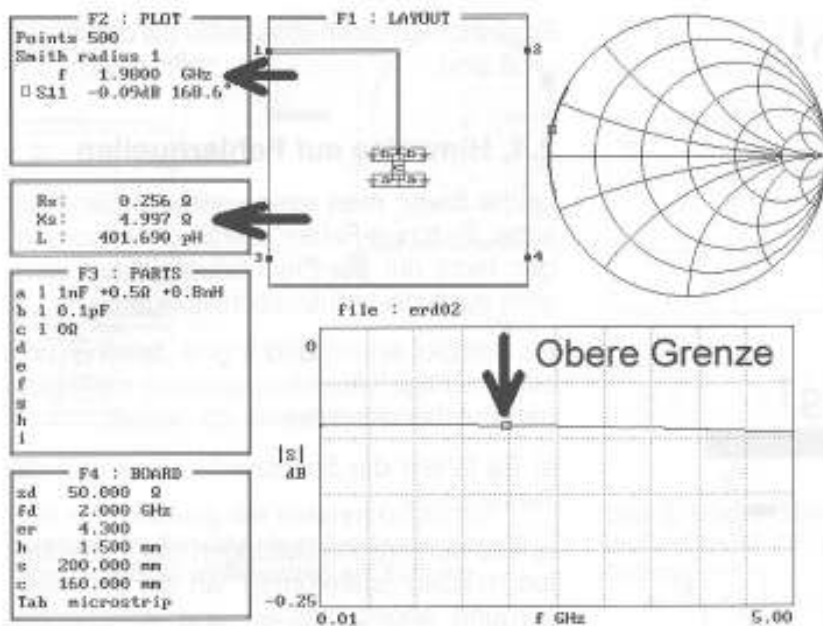 F2 : PLOT
Points 500
Smith radius 1
f 1.9800 GHz
S11 -0.09dB 168.6°
Rs: 0.256 Ω
Xs: 4.997 Ω
L : 401.690 pH
F3 : PARTS
a 1 1nF +0.5Ω +0.8nH
b 1 0.1pF
c 1 0Ω
d
e
f
g
h
i
F4 : BOARD
zd 50.000 Ω
fd 2.000 GHz
er 4.300
h 1.500 mm
s 200.000 mm
c 160.000 mm
Tab microstrip
F1 : LAYOUT
1
3
4
file : erd02
0
Obere Grenze
|S|
dB
-0.25
0.01
f GHz
5.00